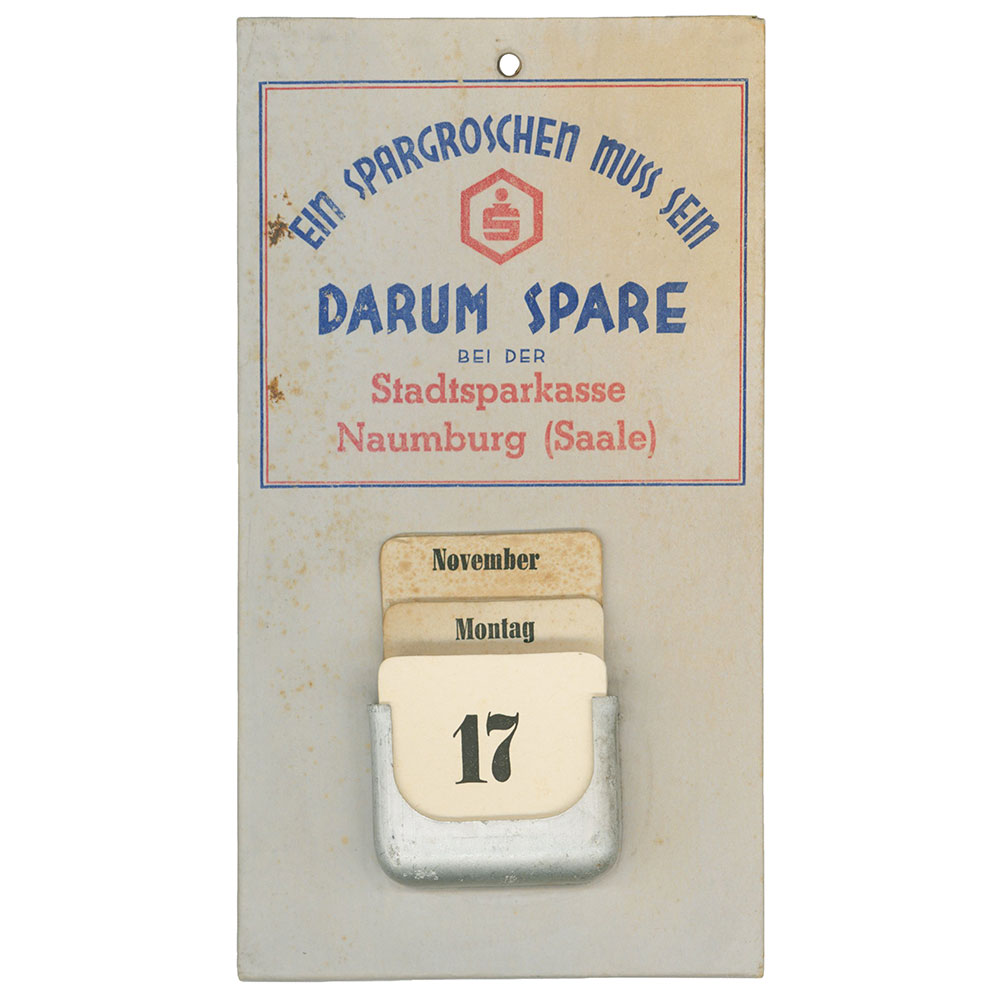 EIN SPARGROSCHEN MUSS SEIN
S
DARUM SPARE
BEI DER
Stadtsparkasse
Naumburg (Saale)
November
Montag
17